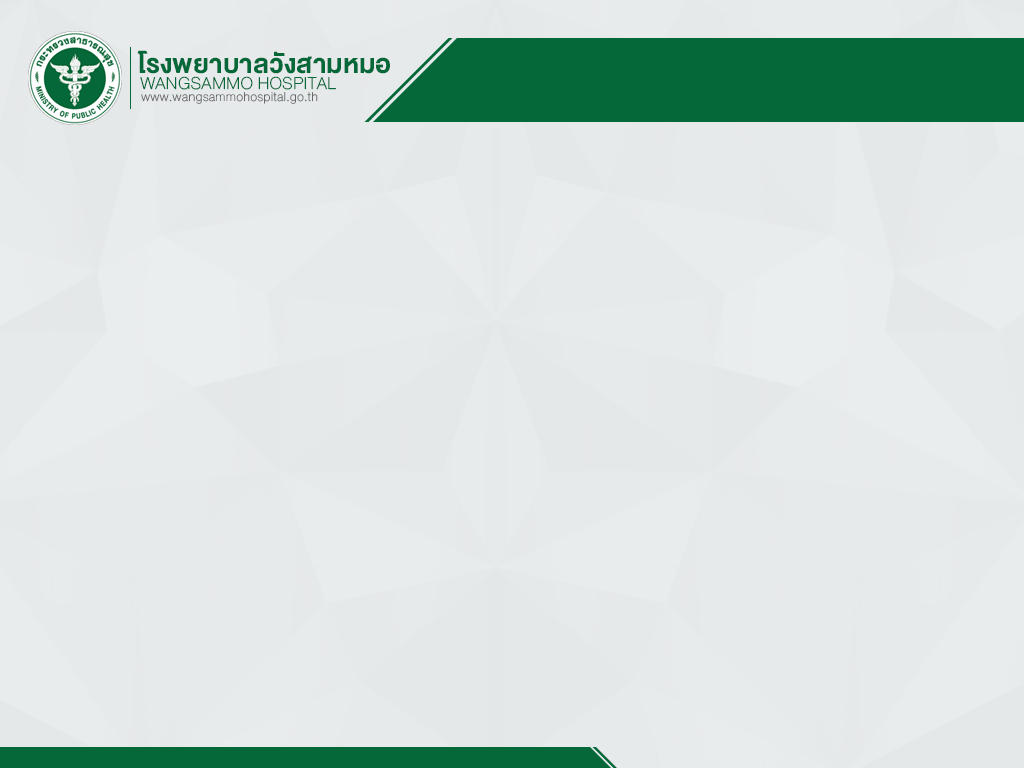 กระทรวงสาธารณสุข
MINISTRY OF PUBLIC HEALTH
โรงพยาบาลวังสามหมอ
WANGSAMMO HOSPITAL
www.wangsammohospital.go.th